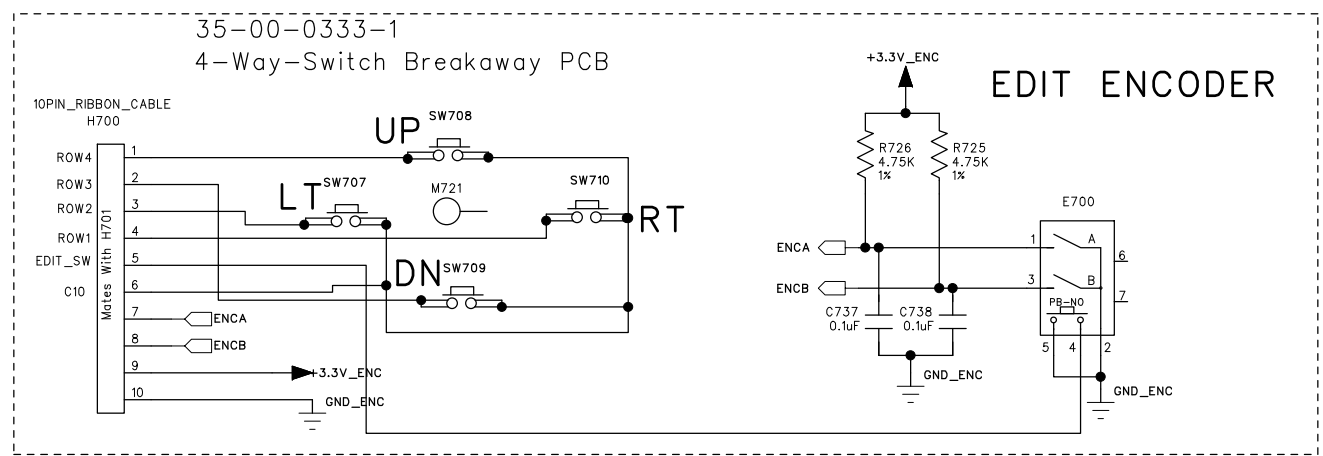 35-00-0333-1
4-Way-Switch Breakaway PCB
EDIT ENCODER
10PIN_RIBBON_CABLE
H700
Mates With H701
ROW4 1
ROW3 2
ROW2 3
ROW1 4
EDIT_SW 5
C10 6
7 ENCA
8 ENCB
9 +3.3V_ENC
10 GND_ENC
UP SW708
LT SW707
M721
SW710
RT
DN SW709
+3.3V_ENC
R726
4.75K
1%
R725
4.75K
1%
ENCA
ENCB
C737
0.1uF
C738
0.1uF
GND_ENC
E700
1 A
6
3 B
7
PB-NO
5 4 2
GND_ENC